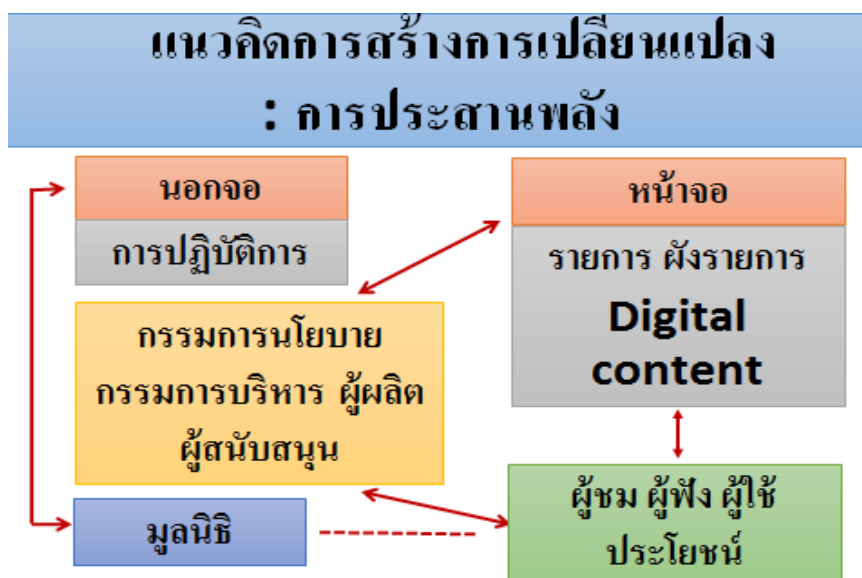 แนวคิดการสร้างการเปลี่ยนแปลง
: การประสานพลัง
นอกจอ
การปฏิบัติการ
กรรมการนโยบาย
กรรมการบริหาร ผู้ผลิต
ผู้สนับสนุน
มูลนิธิ
หน้าจอ
รายการ ผังรายการ
Digital
content
ผู้ชม ผู้ฟัง ผู้ใช้
ประโยชน์